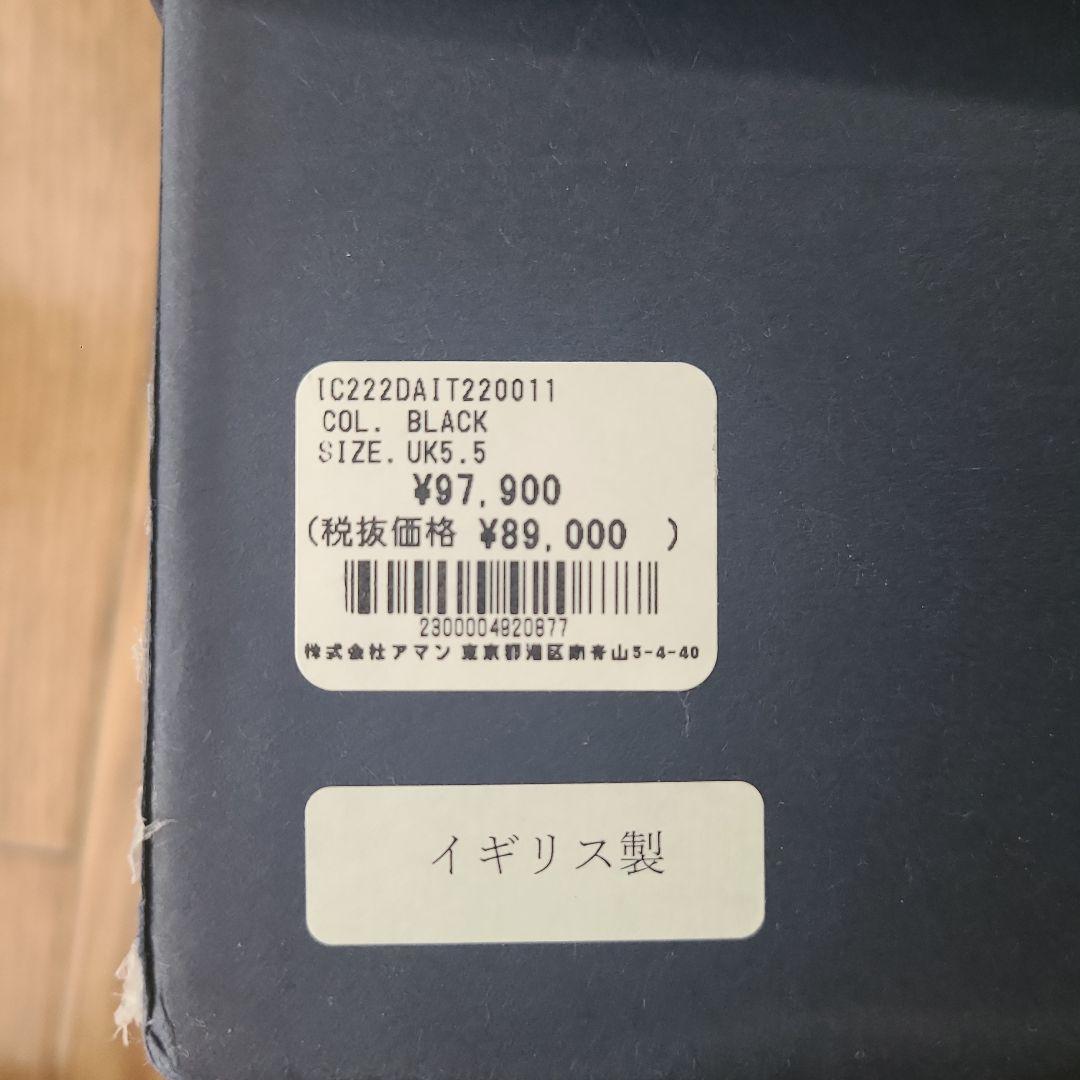 IC222DAIT220011
COL. BLACK
SIZE. UK5.5
¥97,900
(税抜価格 ¥89,000 )
2300004820877
株式会社アマン 東京都港区南青山5-4-40
イギリス製